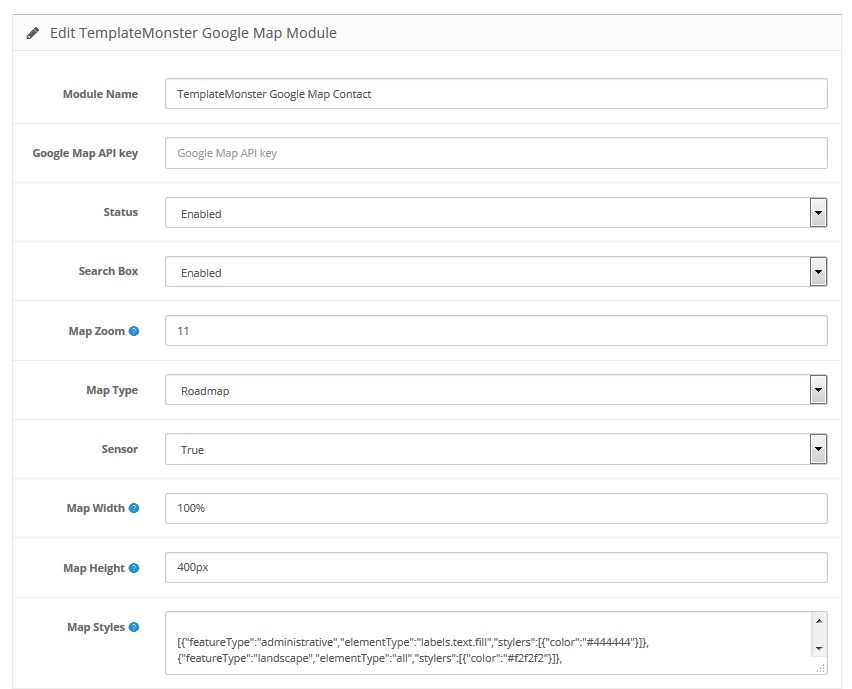 Edit TemplateMonster Google Map Module
Module Name
TemplateMonster Google Map Contact
Google Map API key
Google Map API key
Status
Enabled
Search Box
Enabled
Map Zoom ?
11
Map Type
Roadmap
Sensor
True
Map Width ?
100%
Map Height ?
400px
Map Styles ?
[{"featureType":"administrative","elementType":"labels.text.fill","stylers":[{"color":"#444444"}]},
{"featureType":"landscape","elementType":"all","stylers":[{"color":"#f2f2f2"}]},